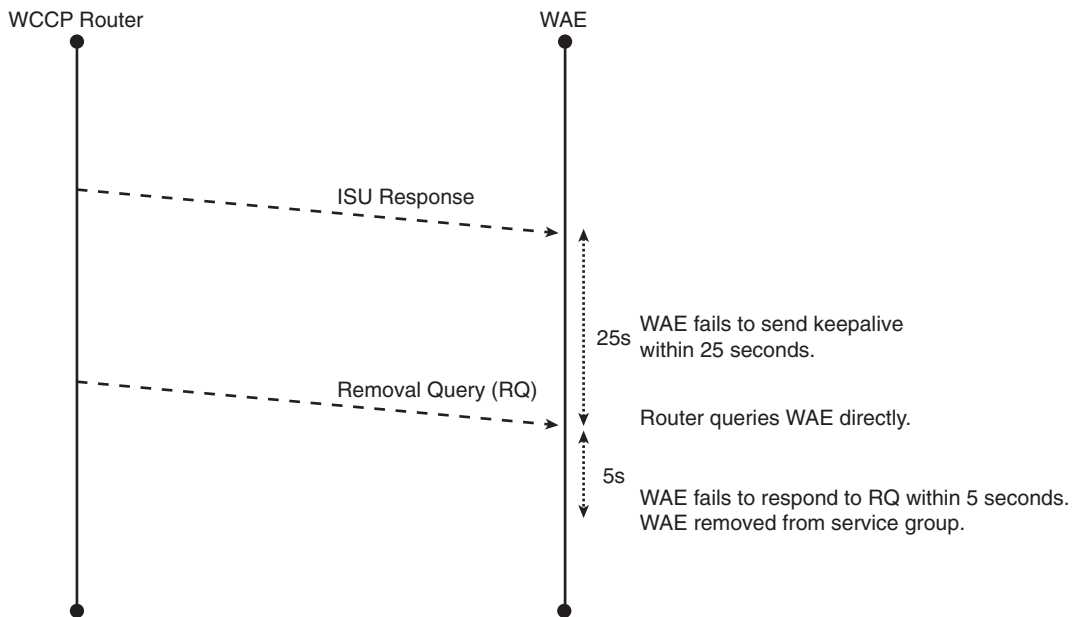 WCCP Router
WAE
ISU Response
25s
WAE fails to send keepalive
within 25 seconds.
Removal Query (RQ)
Router queries WAE directly.
5s
WAE fails to respond to RQ within 5 seconds.
WAE removed from service group.